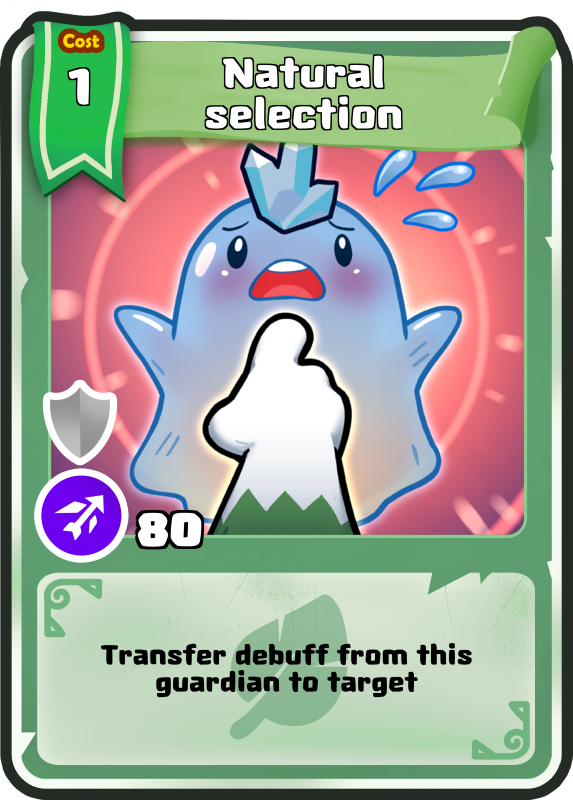 Cost
1
Natural
selection
80
Transfer debuff from this
guardian to target